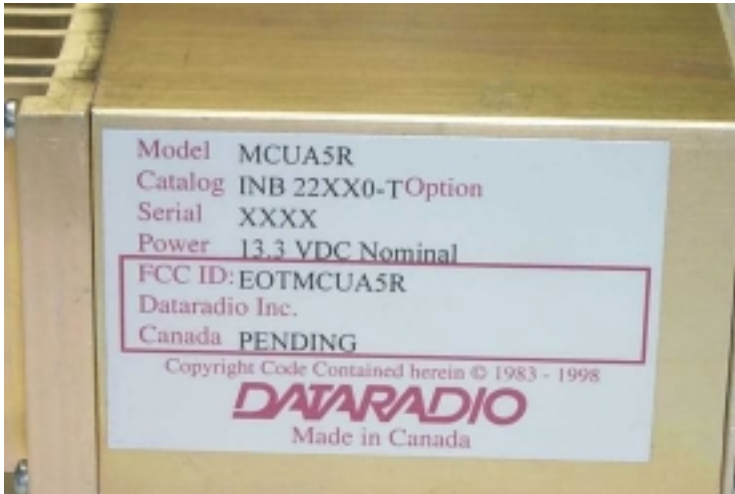 Model MCUA5R
Catalog INB 22XX0-TOption
Serial XXXX
Power 13.3 VDC Nominal
FCC ID: EOTMCUA5R
Dataradio Inc.
Canada PENDING
Copyright Code Contained herein © 1983 - 1998
DATARADIO
Made in Canada